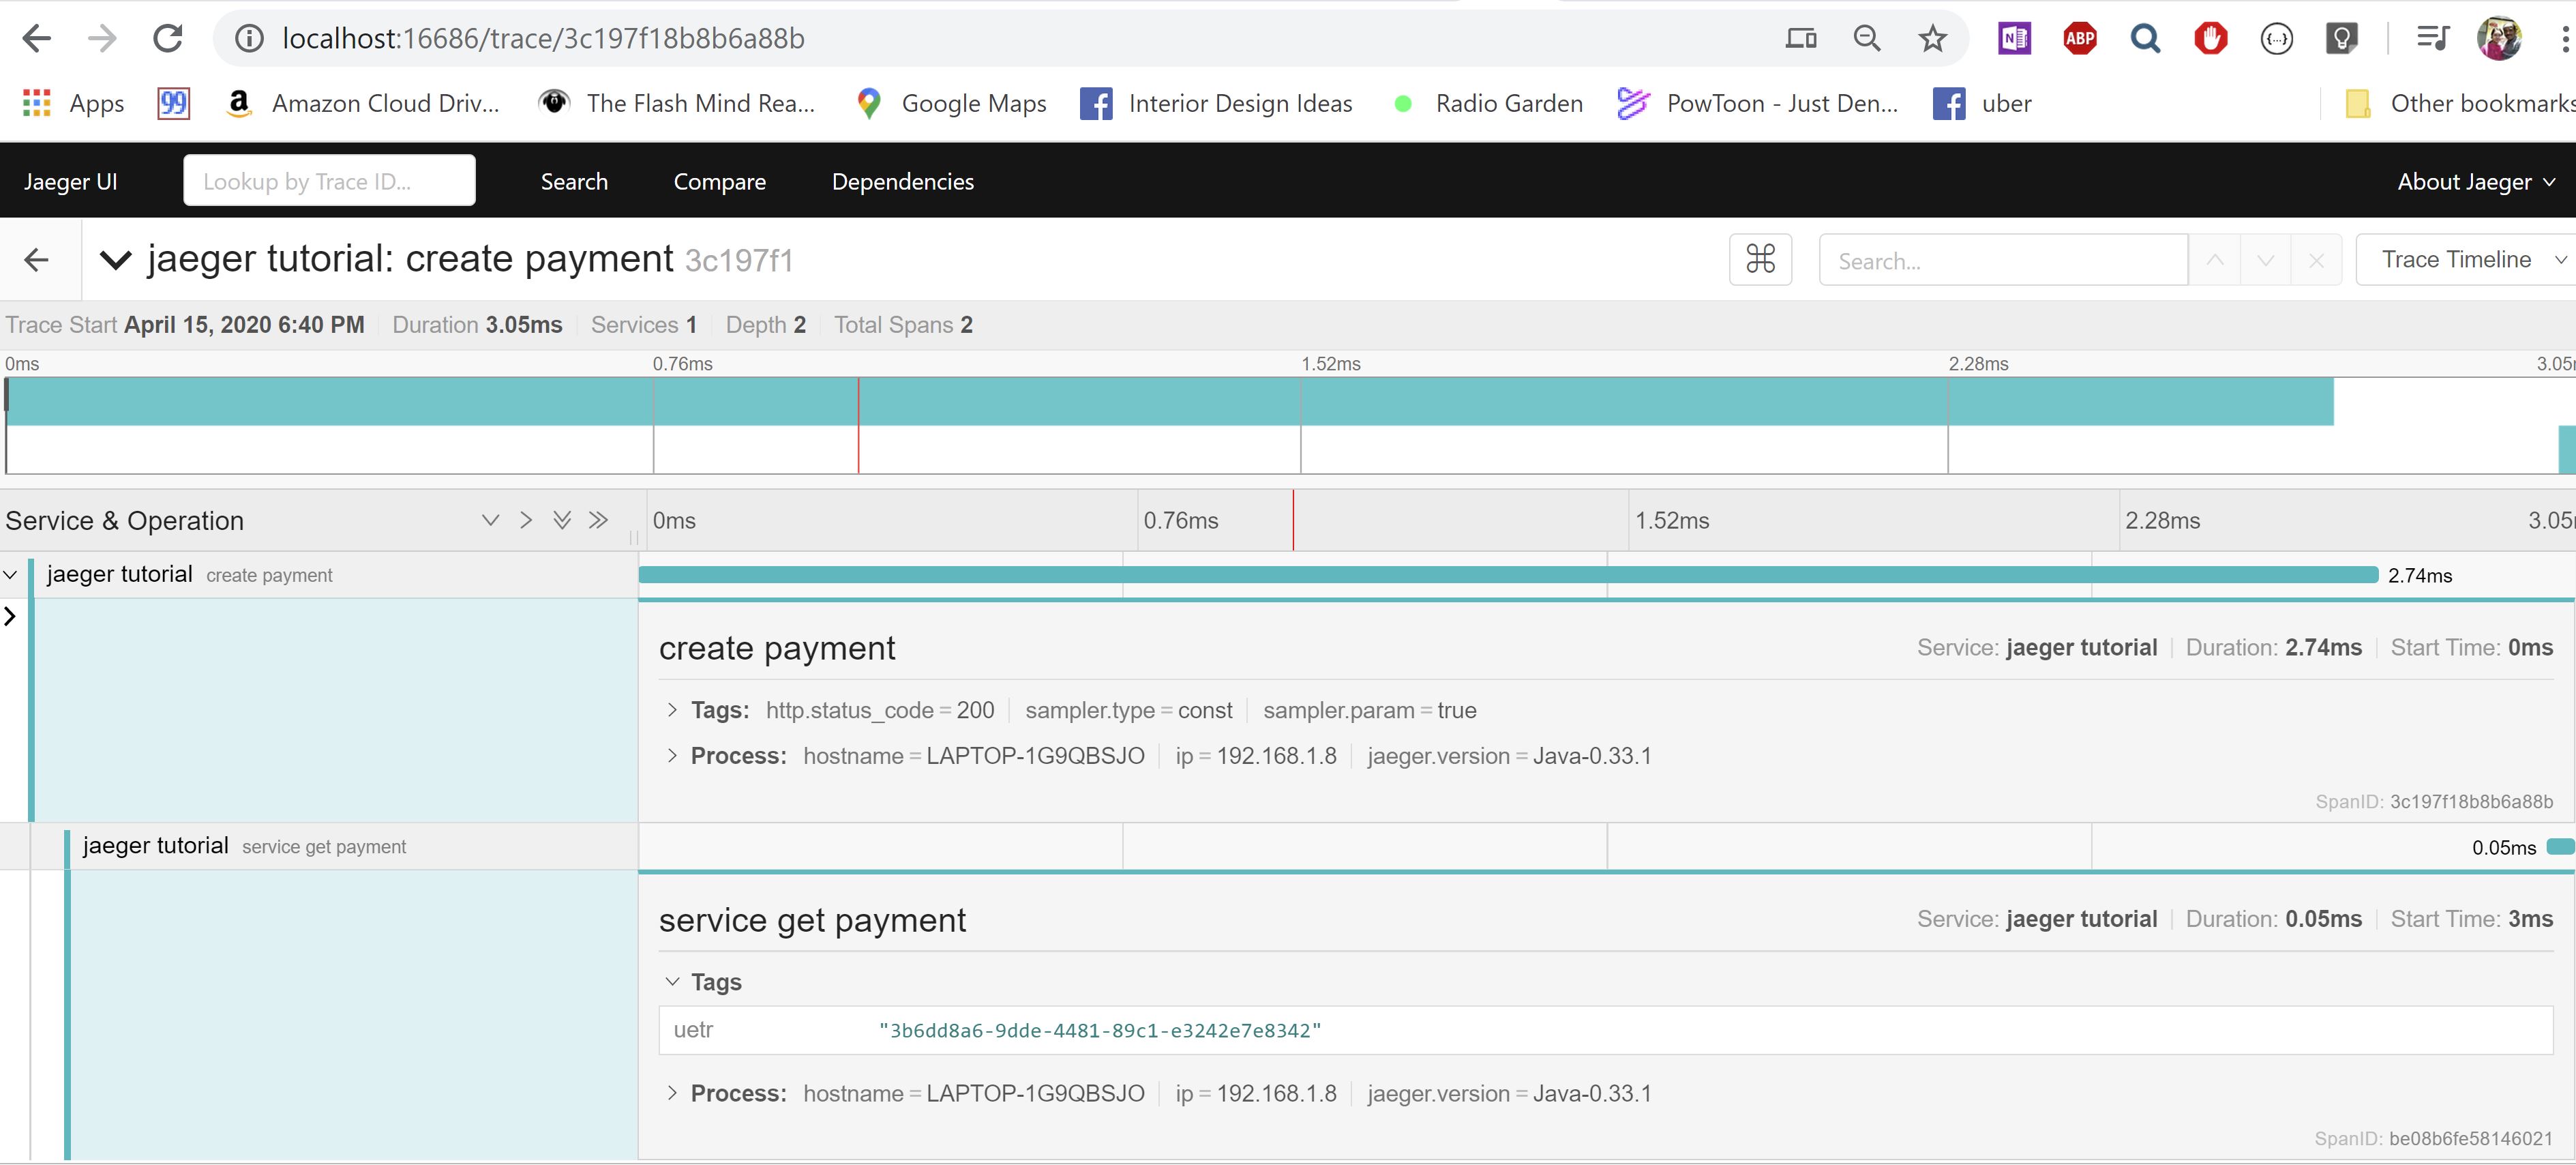 localhost:16686/trace/3c197f18b8b6a88b
N ABP {...}
Apps 99 a Amazon Cloud Driv... The Flash Mind Rea... Google Maps Interior Design Ideas Radio Garden PowToon - Just Den... uber Other bookmarks
Jaeger UI Lookup by Trace ID... Search Compare Dependencies About Jaeger
jaeger tutorial: create payment 3c197f1 Search... Trace Timeline
Trace Start April 15, 2020 6:40 PM Duration 3.05ms Services 1 Depth 2 Total Spans 2
0ms 0.76ms 1.52ms 2.28ms 3.05
Service & Operation 0ms 0.76ms 1.52ms 2.28ms 3.05
jaeger tutorial create payment 2.74ms
create payment Service: jaeger tutorial Duration: 2.74ms Start Time: 0ms
Tags: http.status_code = 200 sampler.type = const sampler.param = true
Process: hostname = LAPTOP-1G9QBSJO ip = 192.168.1.8 jaeger.version = Java-0.33.1
SpanID: 3c197f18b8b6a88b
jaeger tutorial service get payment 0.05ms
service get payment Service: jaeger tutorial Duration: 0.05ms Start Time: 3ms
Tags
uetr "3b6dd8a6-9dde-4481-89c1-e3242e7e8342"
Process: hostname = LAPTOP-1G9QBSJO ip = 192.168.1.8 jaeger.version = Java-0.33.1
SpanID: be08b6fe58146021